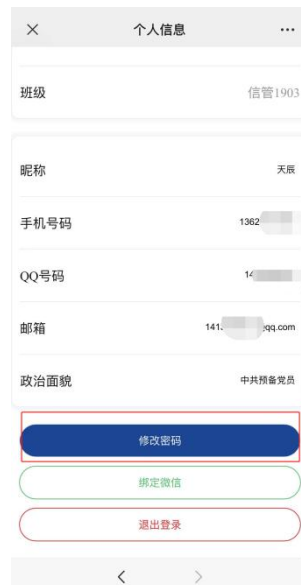 个人信息
班级 信管1903
昵称 天辰
手机号码 1362
QQ号码
邮箱 141. qq.com
政治面貌 中共预备党员
修改密码
绑定微信
退出登录